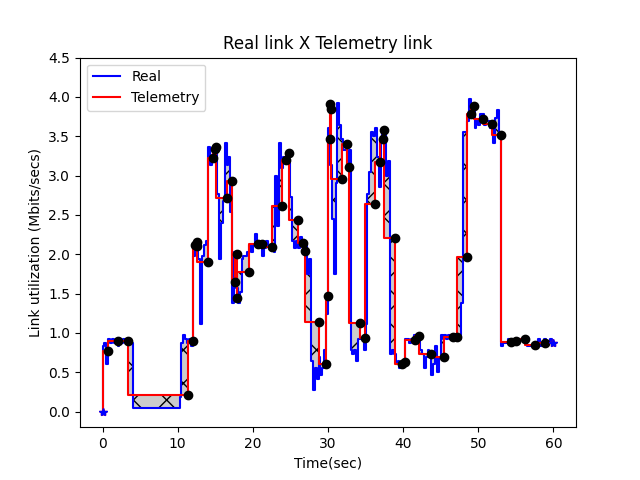 Real link X Telemetry link
Real
Telemetry
Link utilization (Mbits/secs)
4.5
4.0
3.5
3.0
2.5
2.0
1.5
1.0
0.5
0.0
0 10 20 30 40 50 60
Time(sec)